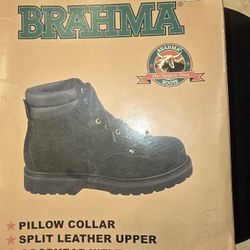 BRAHMA
BRAHMA
BOOTS
★ PILLOW COLLAR
★ SPLIT LEATHER UPPER